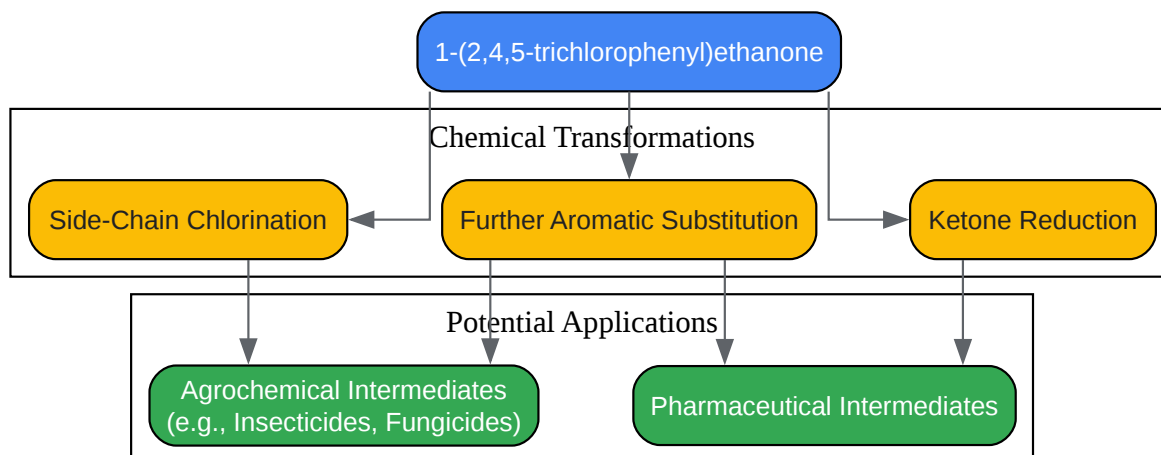 1-(2,4,5-trichlorophenyl)ethanone
Chemical Transformations
Side-Chain Chlorination
Further Aromatic Substitution
Ketone Reduction
Potential Applications
Agrochemical Intermediates
(e.g., Insecticides, Fungicides)
Pharmaceutical Intermediates